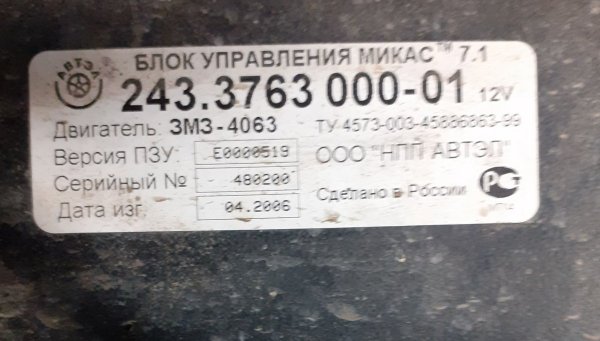 АВТЭЛ
БЛОК УПРАВЛЕНИЯ МИКАС™ 7.1
243.3763 000-01 12V
Двигатель: ЗМЗ-4063 ТУ 4573-003-45886863-99
Версия ПЗУ: E0000519 ООО "НПП АВТЭЛ"
Серийный № 480200 Сделано в России
Дата изг. 04.2006